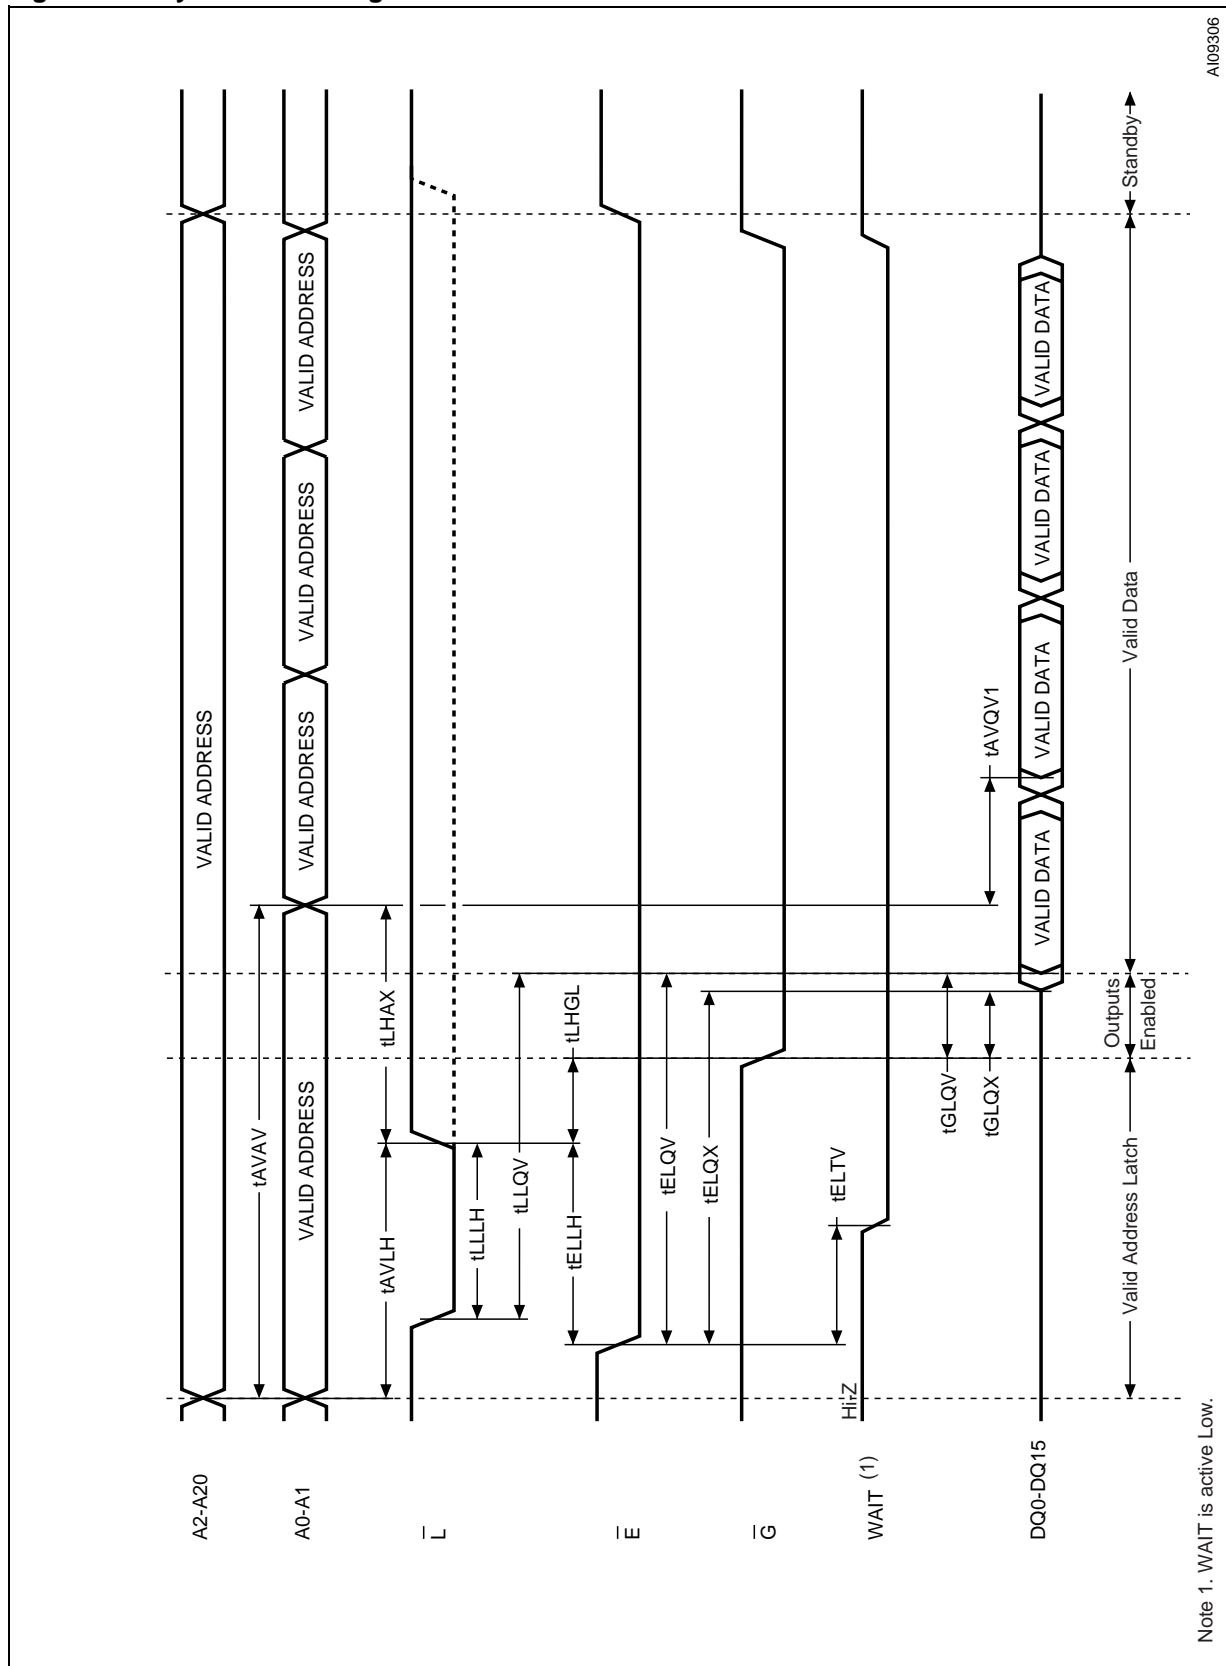 A2-A20
VALID ADDRESS
tAVAV
A0-A1
VALID ADDRESS
VALID ADDRESS
VALID ADDRESS
VALID ADDRESS
VALID ADDRESS
tAVLH
tLHAX
L
tLLLH
tLLQV
tELLH
tLHGL
E
tELQV
tELQX
G
tELTV
Hi-Z
WAIT (1)
tGLQV
tGLQX
tAVQV1
DQ0-DQ15
VALID DATA
VALID DATA
VALID DATA
VALID DATA
Valid Address Latch
Outputs
Enabled
Valid Data
Standby
Note 1. WAIT is active Low.
AI09306